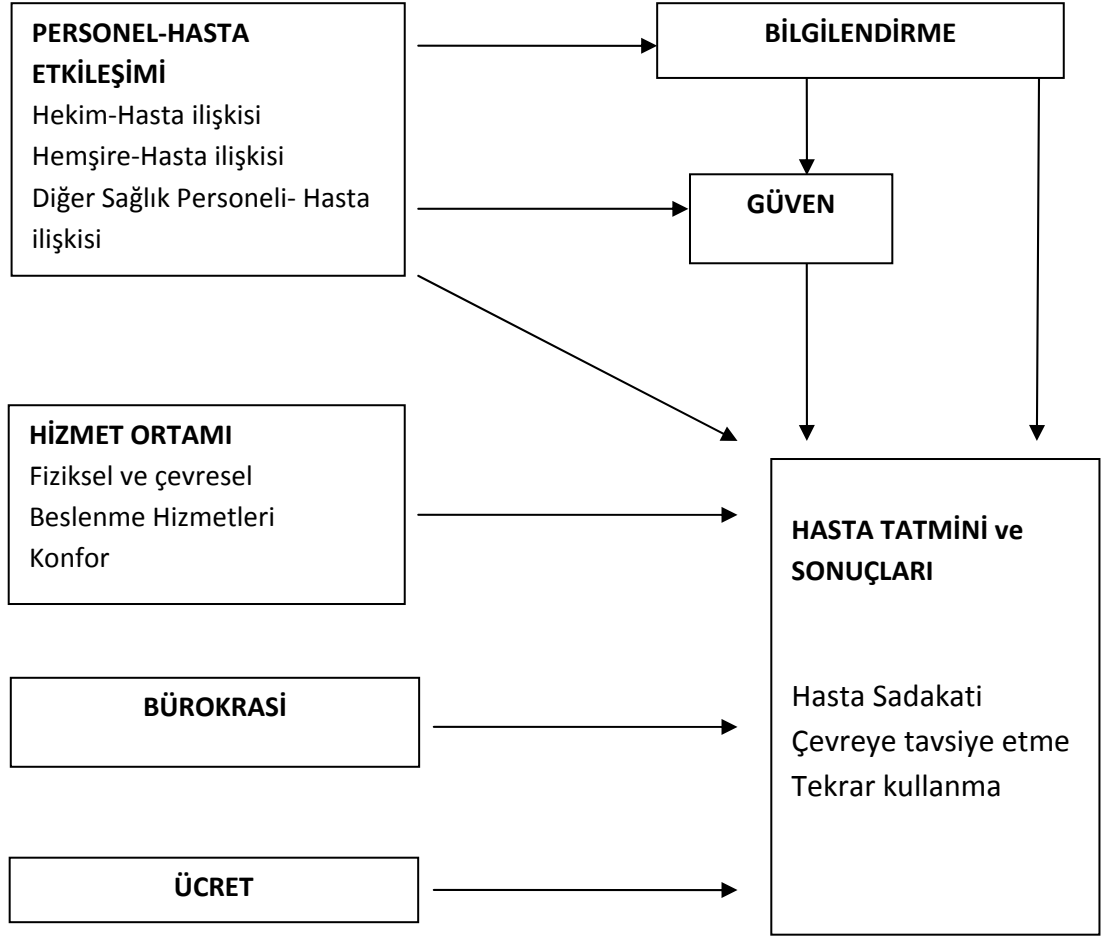 PERSONEL-HASTA
ETKİLEŞİMİ
Hekim-Hasta ilişkisi
Hemşire-Hasta ilişkisi
Diğer Sağlık Personeli- Hasta
ilişkisi
BİLGİLENDİRME
GÜVEN
HİZMET ORTAMI
Fiziksel ve çevresel
Beslenme Hizmetleri
Konfor
HASTA TATMİNİ ve
SONUÇLARI
Hasta Sadakati
Çevreye tavsiye etme
Tekrar kullanma
BÜROKRASİ
ÜCRET